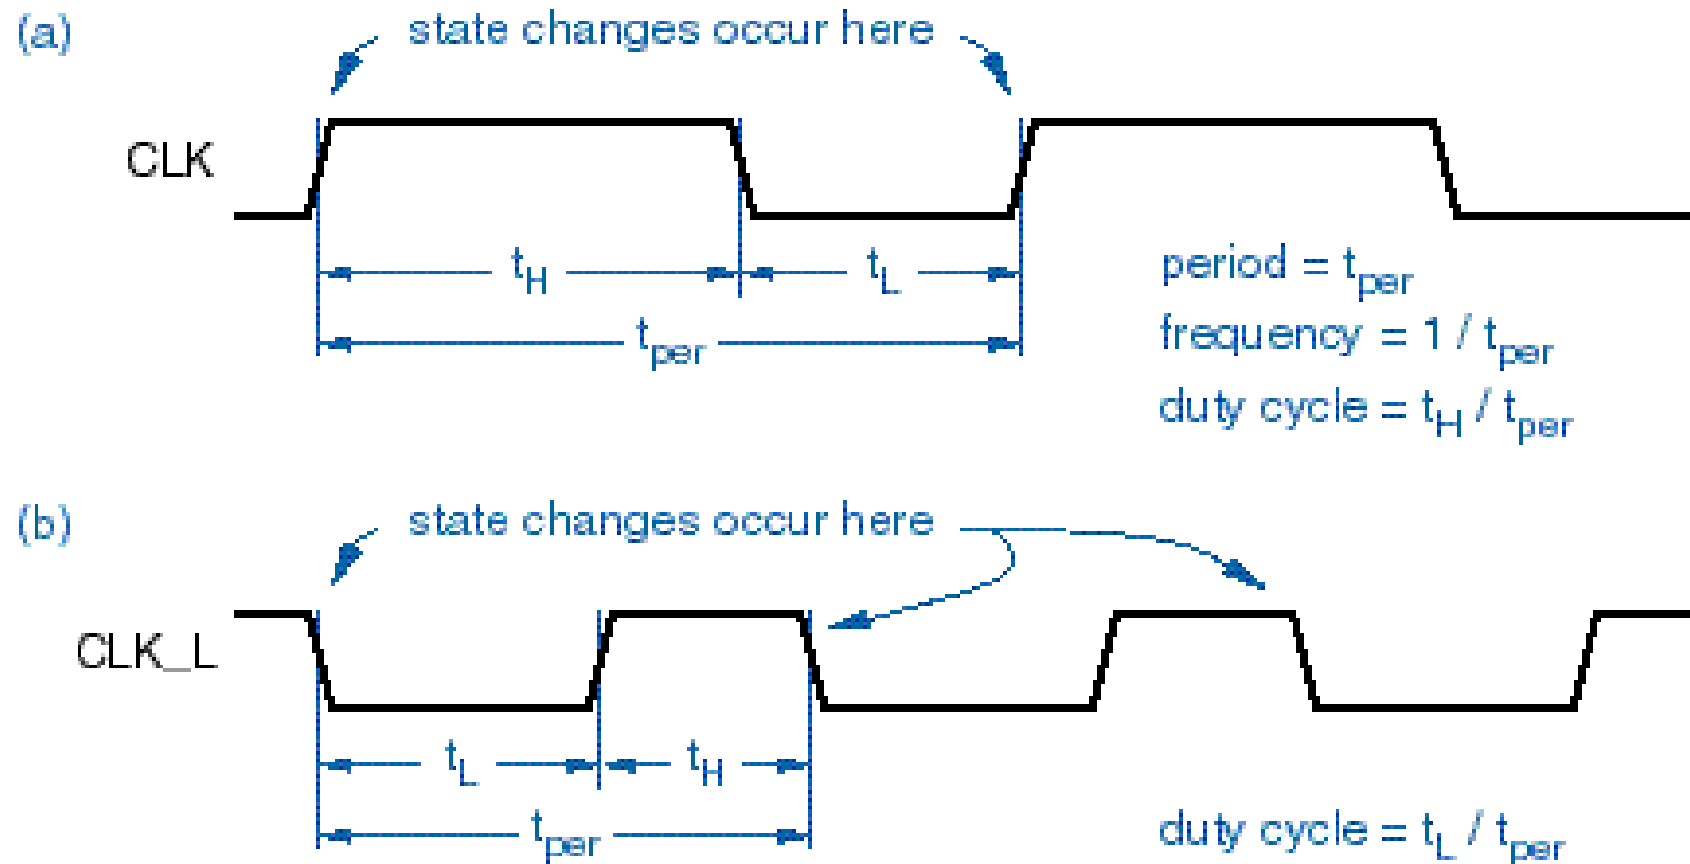 (a)
state changes occur here
CLK
tH
tL
tper
period = tper
frequency = 1 / tper
duty cycle = tH / tper
(b)
state changes occur here
CLK_L
tL
tH
tper
duty cycle = tL / tper